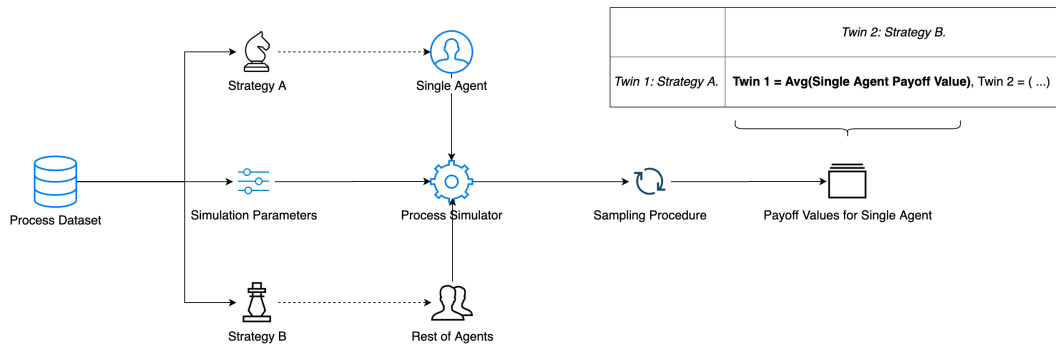 Twin 2: Strategy B.
Twin 1: Strategy A.
Twin 1 = Avg(Single Agent Payoff Value), Twin 2 = ( ...)
Strategy A
Single Agent
Process Dataset
Simulation Parameters
Process Simulator
Sampling Procedure
Payoff Values for Single Agent
Strategy B
Rest of Agents